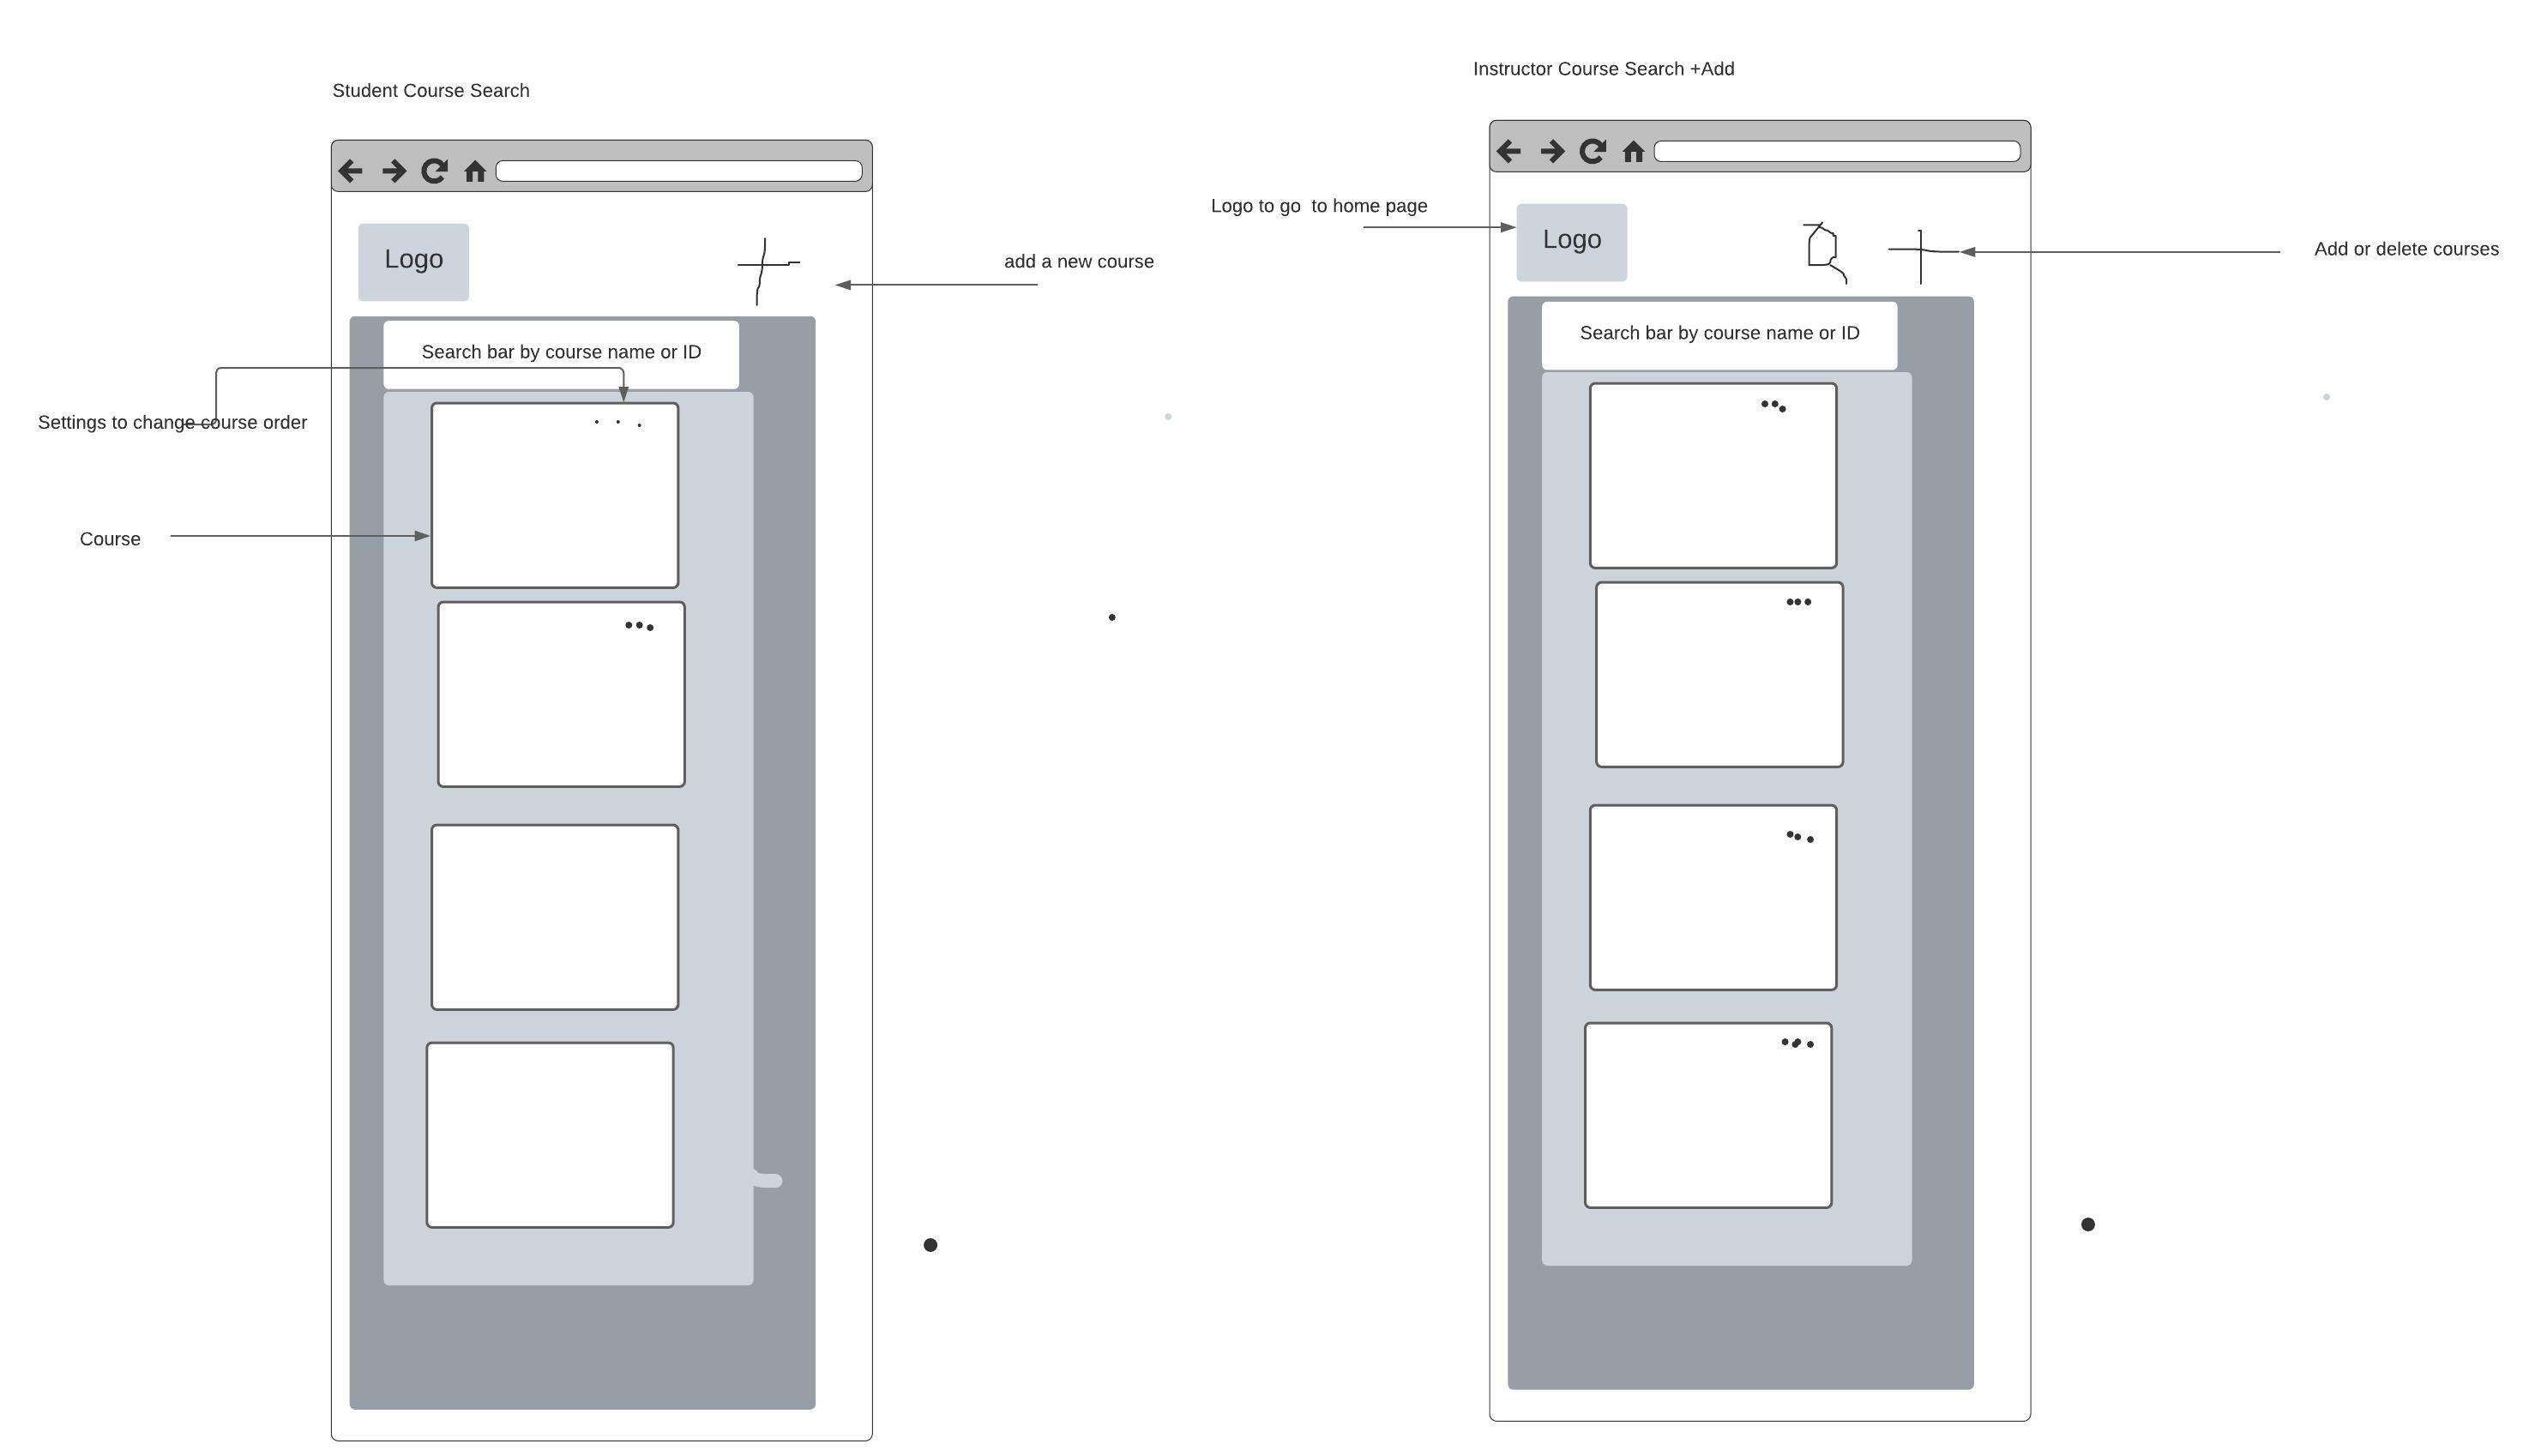 Student Course Search
Logo
add a new course
Search bar by course name or ID
Settings to change course order
Course
Instructor Course Search +Add
Logo to go  to home page
Logo
Add or delete courses
Search bar by course name or ID